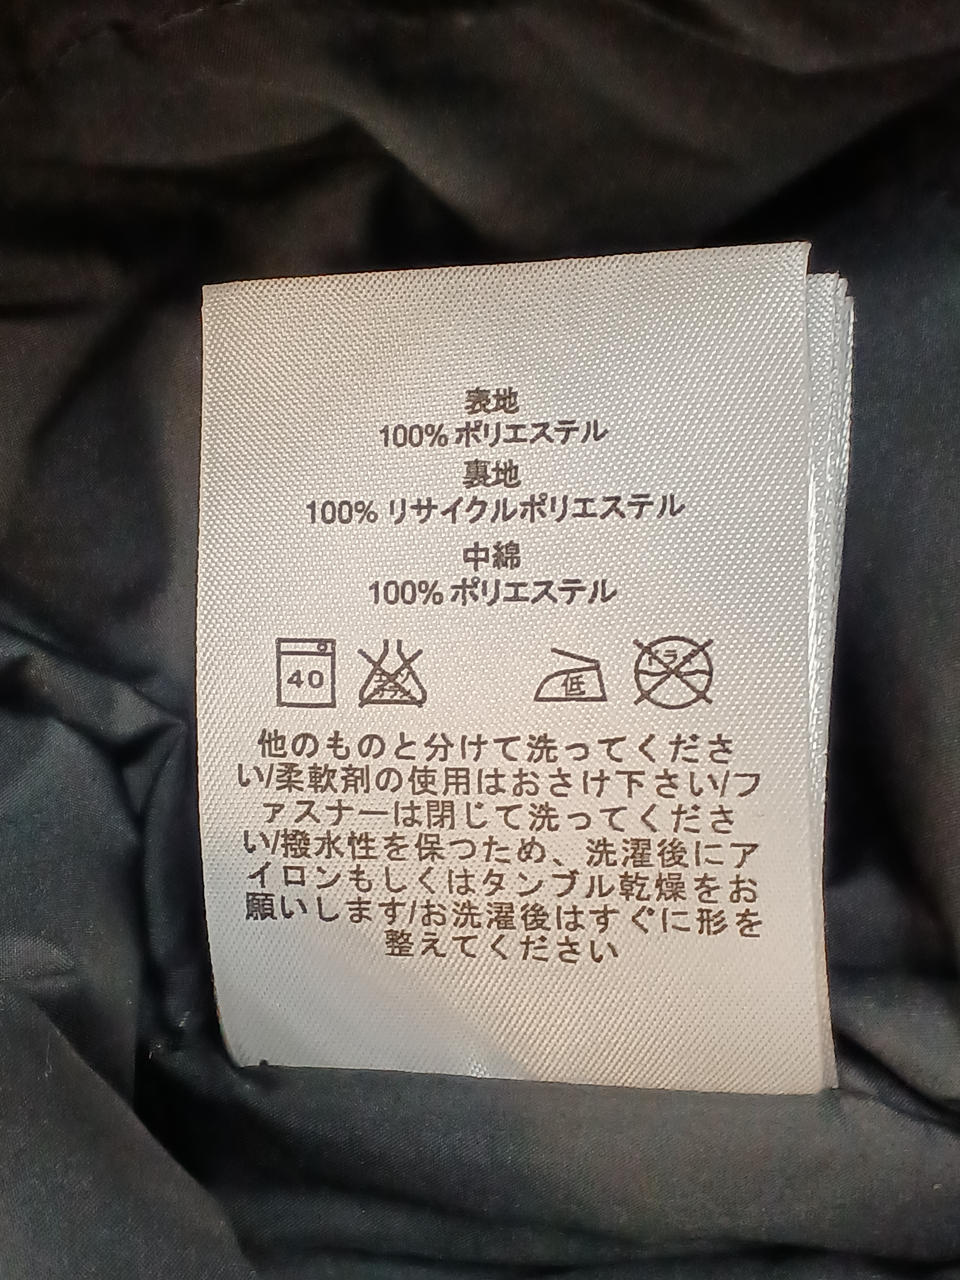 表地
100% ポリエステル
裏地
100% リサイクルポリエステル
中綿
100% ポリエステル
40
低
他のものと分けて洗ってくださ
い/柔軟剤の使用はおさけ下さい/フ
ァスナーは閉じて洗ってくださ
い/撥水性を保つため、洗濯後にア
イロンもしくはタンブル乾燥をお
願いします/お洗濯後はすぐに形を
整えてください